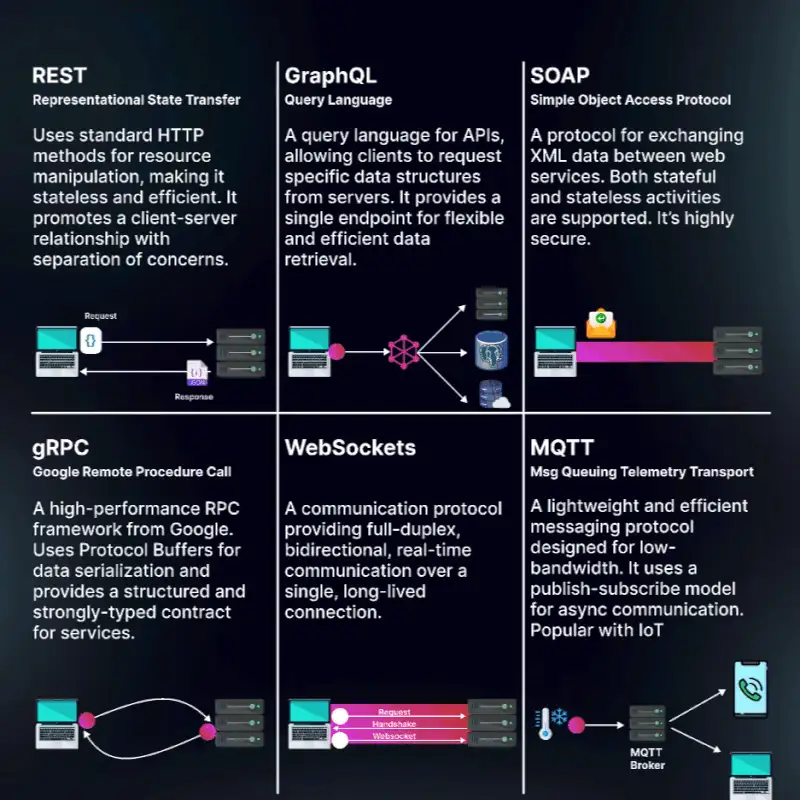 REST
Representational State Transfer
Uses standard HTTP
methods for resource
manipulation, making it
stateless and efficient. It
promotes a client-server
relationship with
separation of concerns.
Request
{}
{}
JSON
Response
GraphQL
Query Language
A query language for APIs,
allowing clients to request
specific data structures
from servers. It provides a
single endpoint for flexible
and efficient data
retrieval.
SOAP
Simple Object Access Protocol
A protocol for exchanging
XML data between web
services. Both stateful
and stateless activities
are supported. It's highly
secure.
gRPC
Google Remote Procedure Call
A high-performance RPC
framework from Google.
Uses Protocol Buffers for
data serialization and
provides a structured and
strongly-typed contract
for services.
WebSockets
A communication protocol
providing full-duplex,
bidirectional, real-time
communication over a
single, long-lived
connection.
Request
Handshake
Websocket
MQTT
Msg Queuing Telemetry Transport
A lightweight and efficient
messaging protocol
designed for low-
bandwidth. It uses a
publish-subscribe model
for async communication.
Popular with IoT
MQTT
Broker